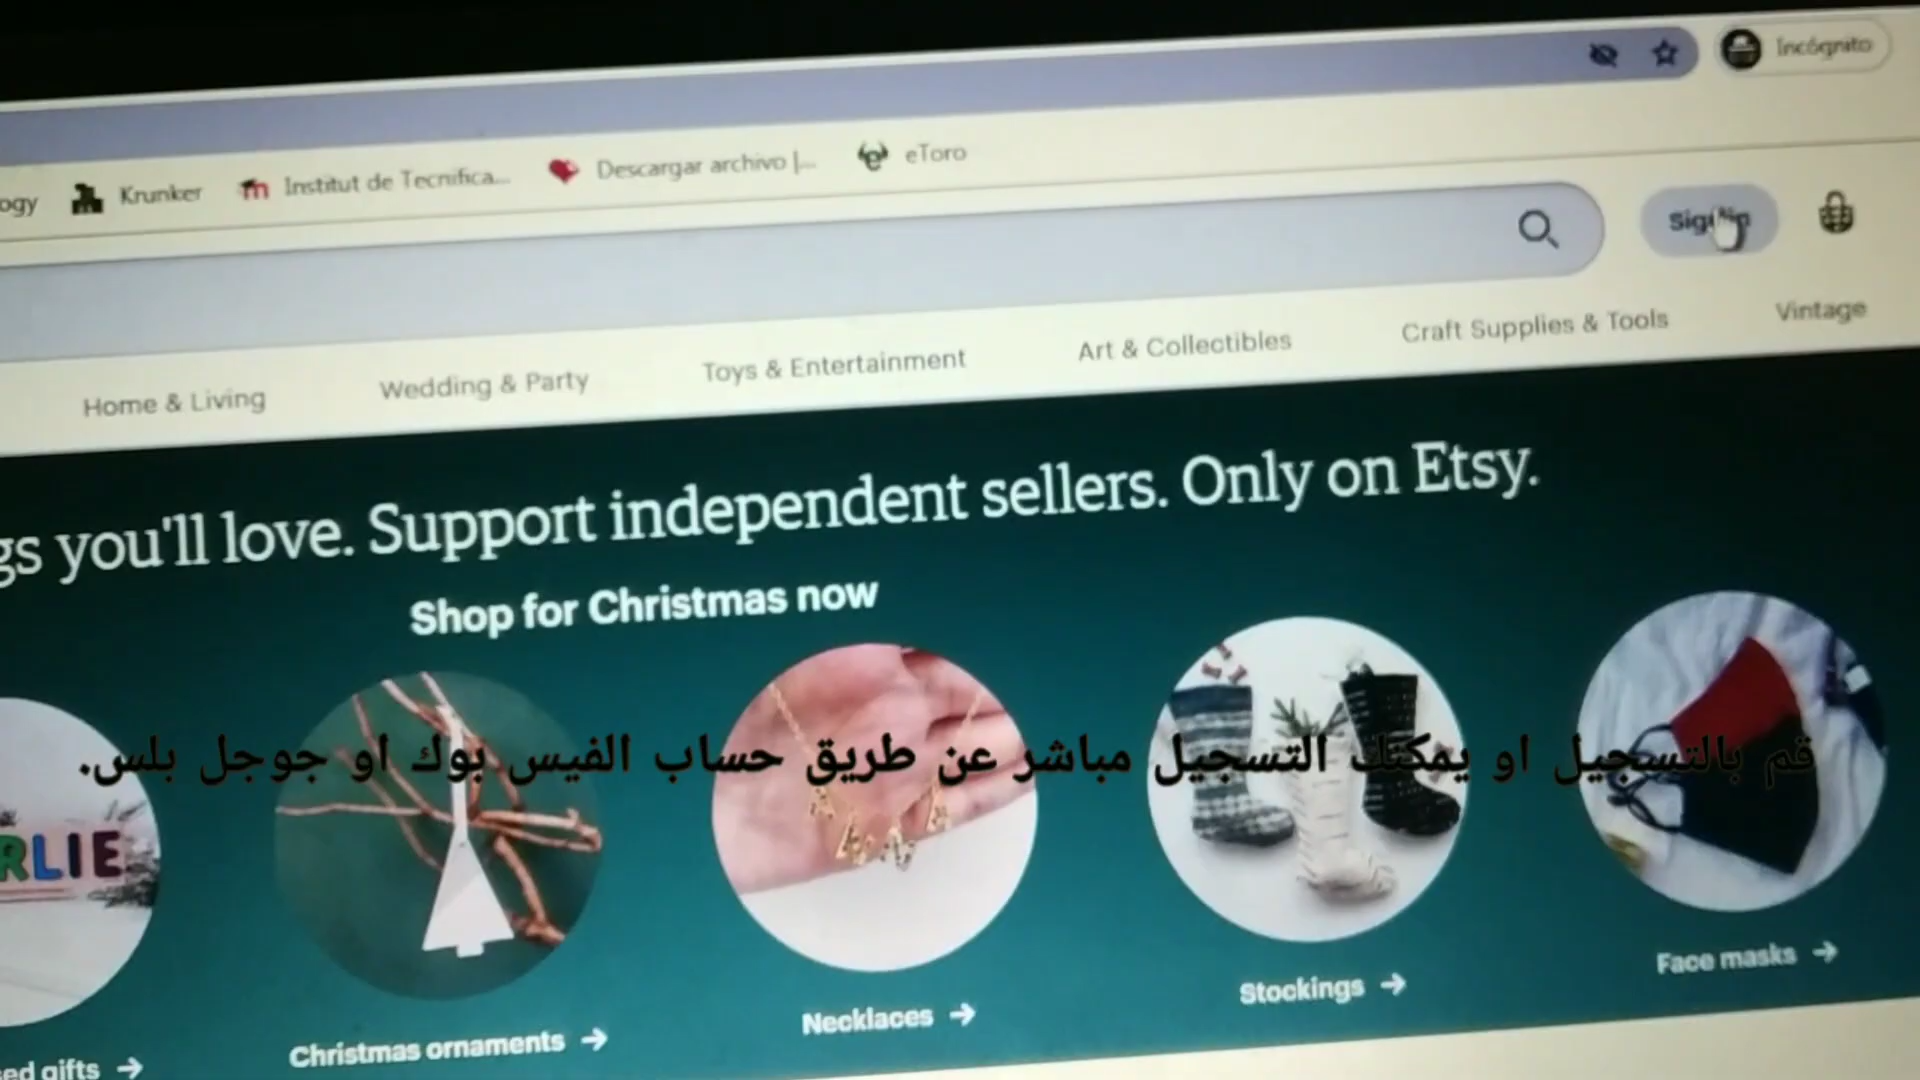 Incógnito
ogy Krunker Institut de Tecnifica... Descargar archivo |... eToro
Sign in
Home & Living Wedding & Party Toys & Entertainment Art & Collectibles Craft Supplies & Tools Vintage
gs you'll love. Support independent sellers. Only on Etsy.
Shop for Christmas now
قم بالتسجيل او يمكنك التسجيل مباشر عن طريق حساب الفيس بوك او جوجل بلس.
RLIE
ANNA
ed gifts → Christmas ornaments → Necklaces → Stockings → Face masks →